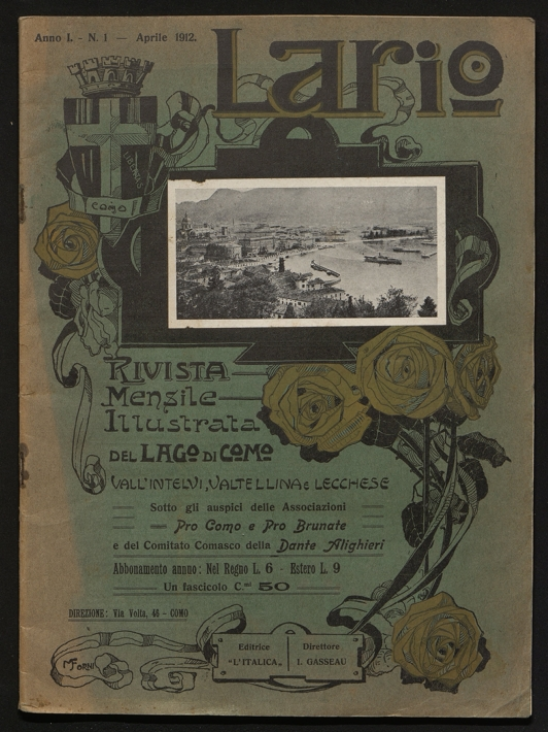 Anno I. - N. 1 — Aprile 1912.
Lario
LIBERTAS
COMO
RIVISTA
Mensile
Illustrata
DEL LAGO DI COMO
VALL'INTELVI, VALTELLINA e LECCHESE
Sotto gli auspici delle Associazioni
Pro Como e Pro Brunate
e del Comitato Comasco della Dante Alighieri
Abbonamento annuo: Nel Regno L. 6 - Estero L. 9
Un fascicolo C.mi 50
DIREZIONE: Via Volta, 46 - COMO
Editrice
"L'ITALICA"
Direttore
I. GASSEAU